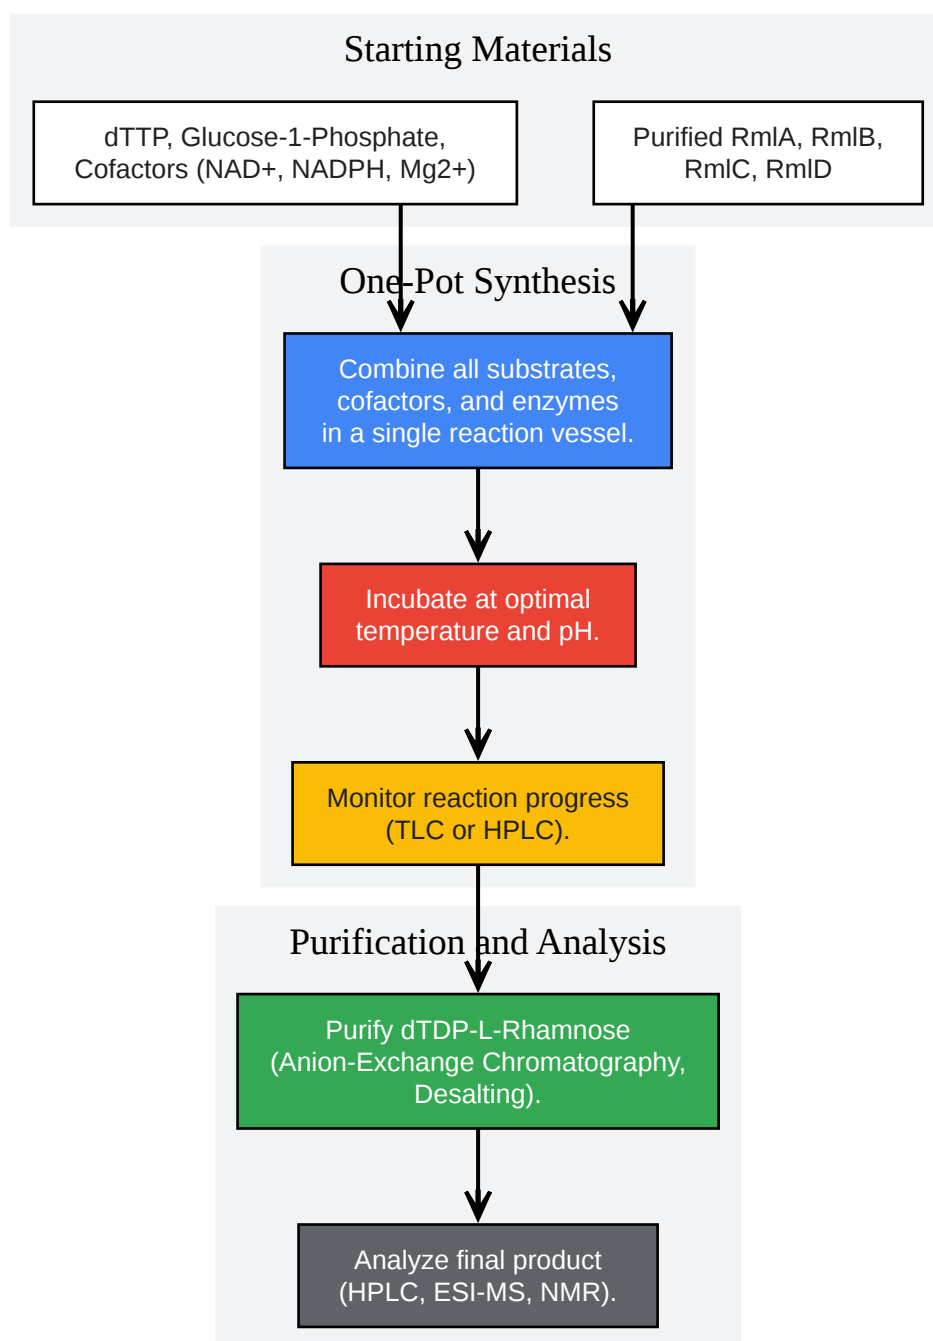 Starting Materials
dTTP, Glucose-1-Phosphate,
Cofactors (NAD+, NADPH, Mg2+)
Purified RmlA, RmlB,
RmlC, RmlD
One-Pot Synthesis
Combine all substrates,
cofactors, and enzymes
in a single reaction vessel.
Incubate at optimal
temperature and pH.
Monitor reaction progress
(TLC or HPLC).
Purification and Analysis
Purify dTDP-L-Rhamnose
(Anion-Exchange Chromatography,
Desalting).
Analyze final product
(HPLC, ESI-MS, NMR).